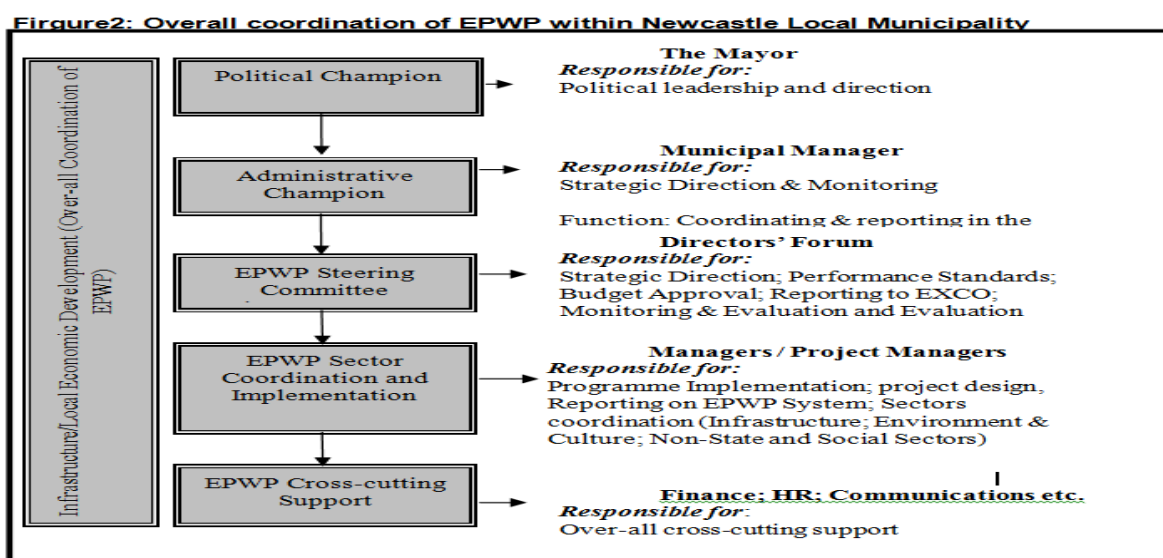 Firgure2: Overall coordination of EPWP within Newcastle Local Municipality
Infrastructure/Local Economic Development (Over-all Coordination of
EPWP)
Political Champion
The Mayor
Responsible for:
Political leadership and direction
Administrative
Champion
Municipal Manager
Responsible for:
Strategic Direction & Monitoring
Function: Coordinating & reporting in the
EPWP Steering
Committee
.
Directors' Forum
Responsible for:
Strategic Direction; Performance Standards;
Budget Approval; Reporting to EXCO;
Monitoring & Evaluation and Evaluation
EPWP Sector
Coordination and
Implementation
Managers / Project Managers
Responsible for:
Programme Implementation; project design,
Reporting on EPWP System; Sectors
coordination (Infrastructure; Environment &
Culture; Non-State and Social Sectors)
EPWP Cross-cutting
Support
Finance; HR; Communications etc.
Responsible for:
Over-all cross-cutting support